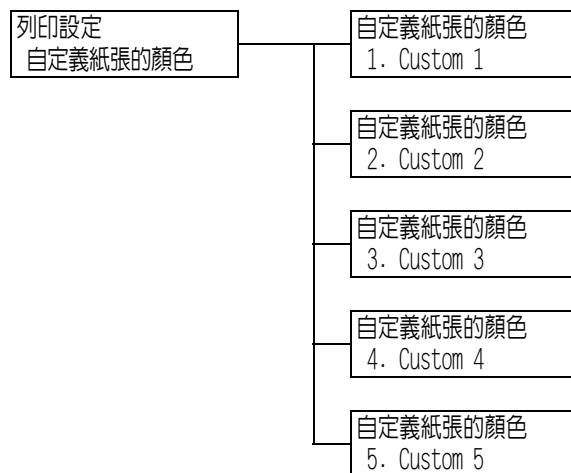 列印設定
自定義紙張的顏色
自定義紙張的顏色
1. Custom 1
自定義紙張的顏色
2. Custom 2
自定義紙張的顏色
3. Custom 3
自定義紙張的顏色
4. Custom 4
自定義紙張的顏色
5. Custom 5